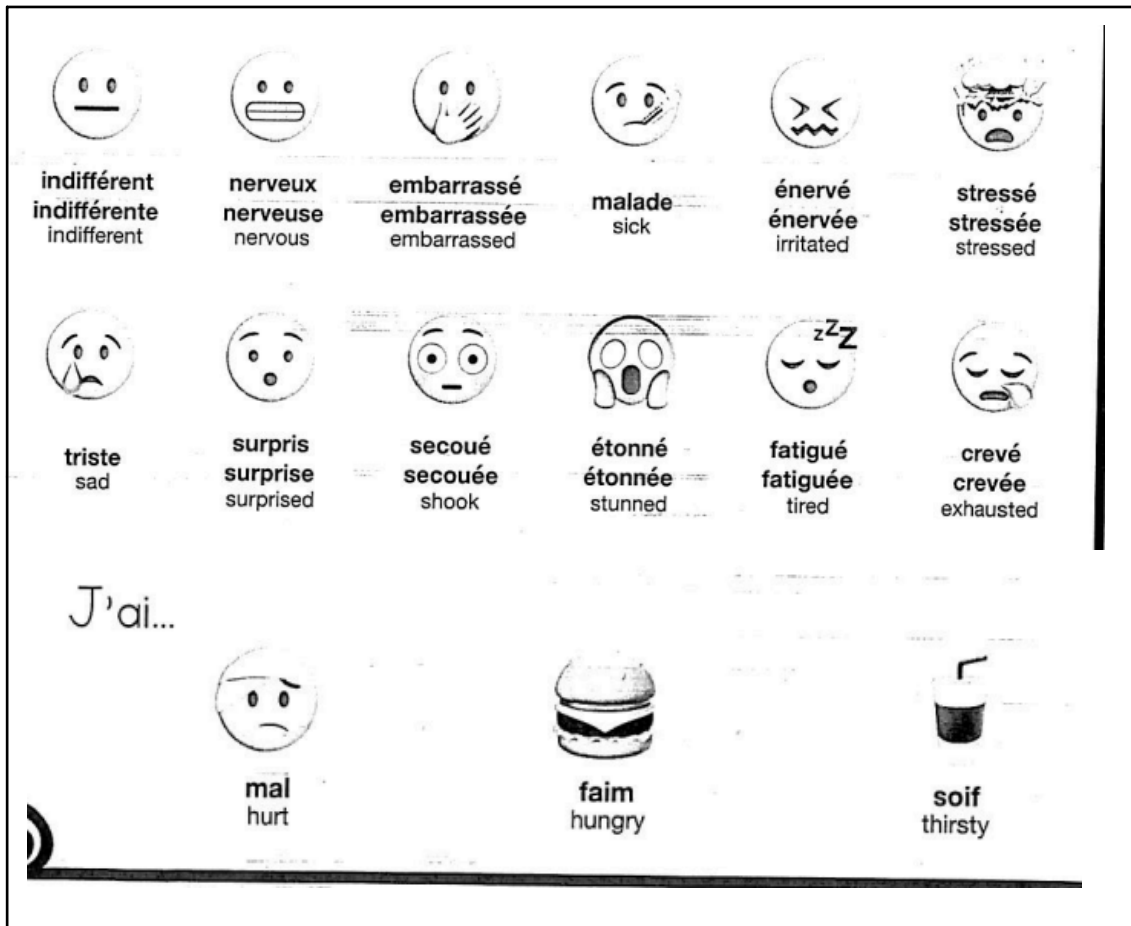 indifférent
indifférente
indifferent
nerveux
nerveuse
nervous
embarrassé
embarrassée
embarrassed
malade
sick
énervé
énervée
irritated
stressé
stressée
stressed
zZZ
triste
sad
surpris
surprise
surprised
secoué
secouée
shook
étonné
étonnée
stunned
fatigué
fatiguée
tired
crevé
crevée
exhausted
J'ai...
mal
hurt
faim
hungry
soif
thirsty